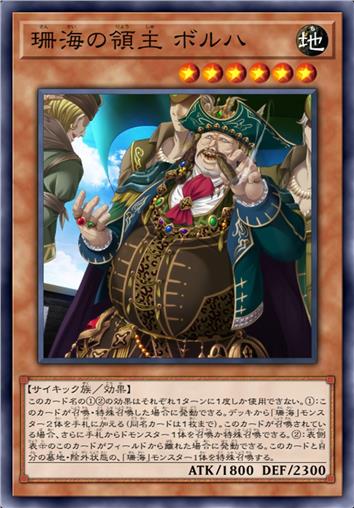 珊海の領主 ボルハ
地
【サイキック族／効果】
このカード名の①②の効果はそれぞれ1ターンに1度しか使用できない。①：こ
のカードが召喚・特殊召喚した場合に発動できる。デッキから「珊海」モンス
ター2体を手札に加える（同名カードは1枚まで）。このカードが召喚されてい
る場合、さらに手札からモンスター1体を召喚か特殊召喚できる。②：表側
表示のこのカードがフィールドから離れた場合に発動できる。このカードと自
分の墓地・除外状態の、「珊海」モンスター1体を特殊召喚する。
ATK/1800 DEF/2300